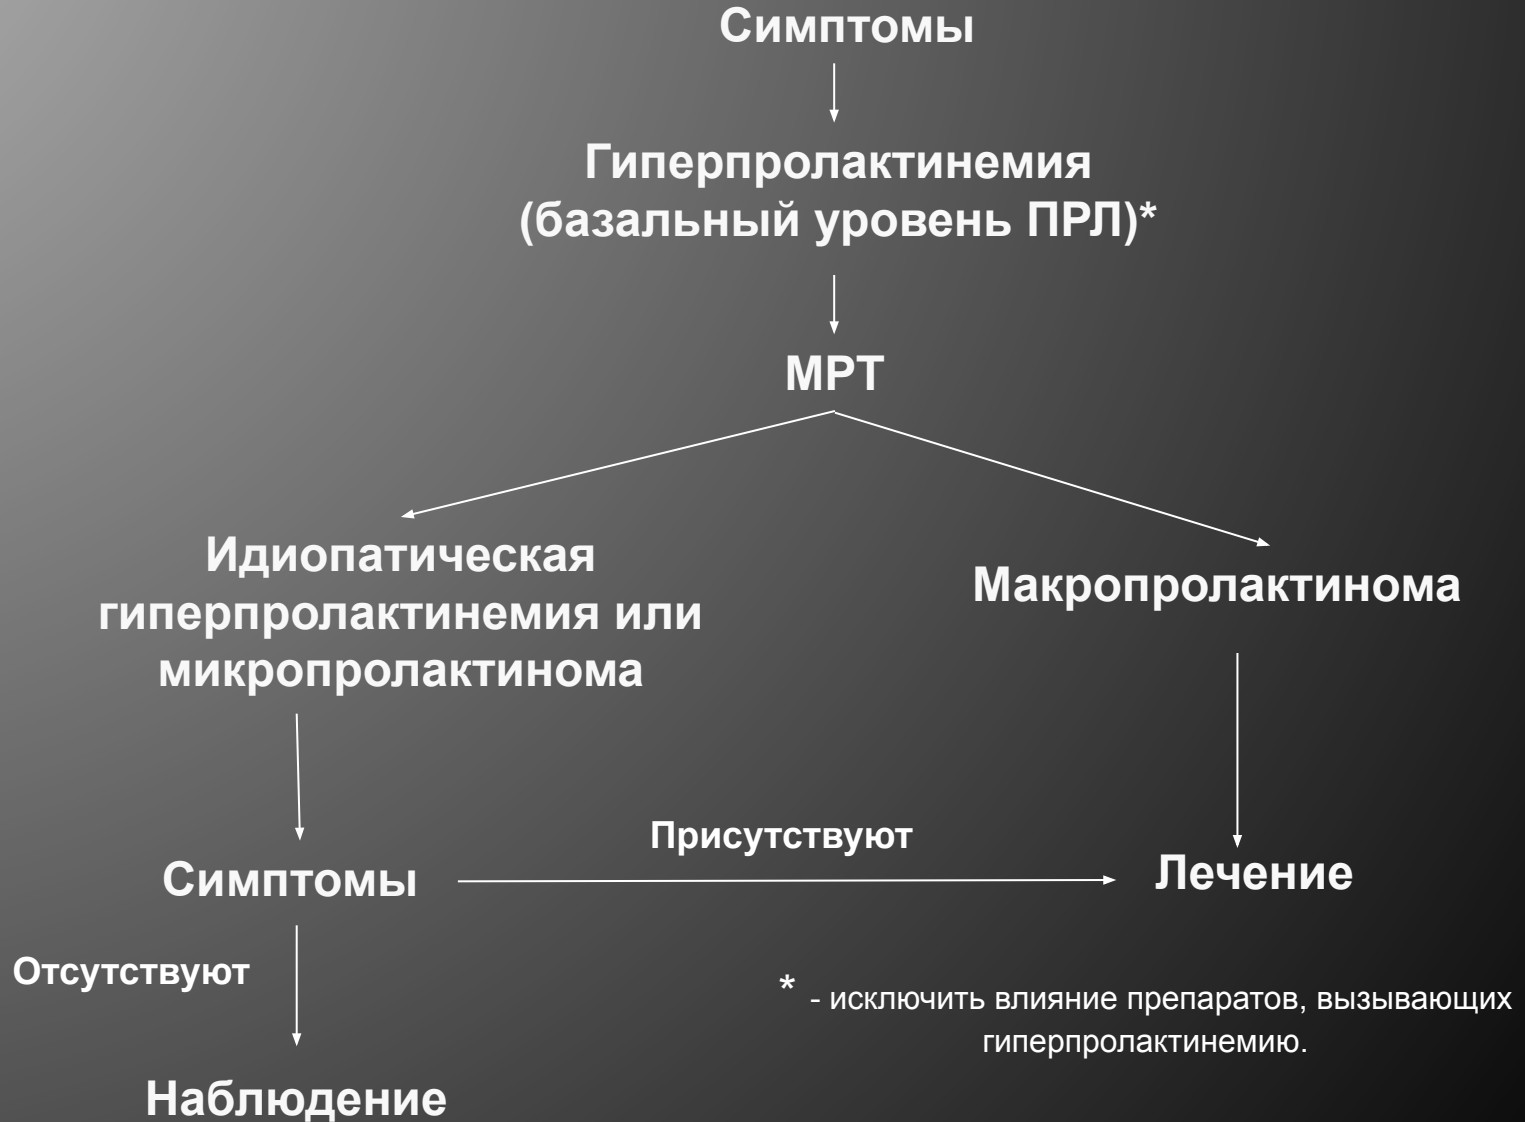 Симптомы
Гиперпролактинемия
(базальный уровень ПРЛ)*
МРТ
Идиопатическая
гиперпролактинемия или
микропролактинома
Макропролактинома
Присутствуют
Симптомы
Лечение
Отсутствуют
* - исключить влияние препаратов, вызывающих
гиперпролактинемию.
Наблюдение